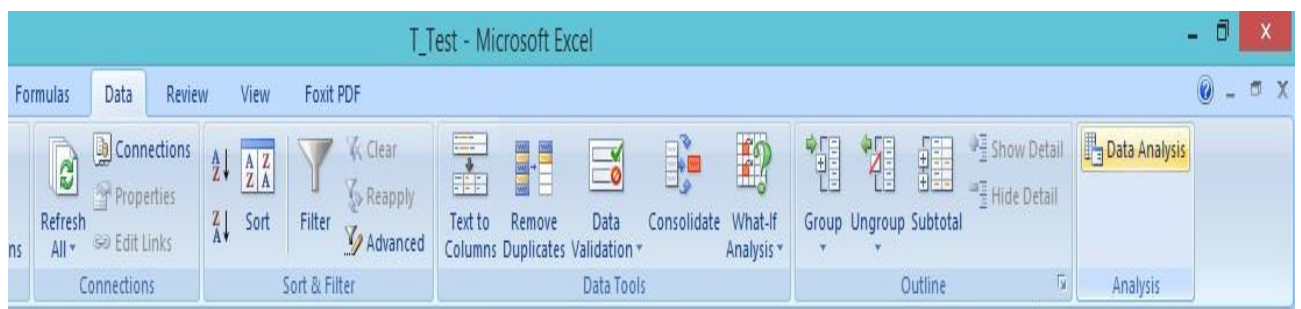 T_Test - Microsoft Excel
Formulas Data Review View Foxit PDF
Connections
Properties
Edit Links
Refresh All
ns
Connections
Sort
Filter
Clear
Reapply
Advanced
Sort & Filter
Text to Columns
Remove Duplicates
Data Validation
Consolidate
What-If Analysis
Data Tools
Group
Ungroup
Subtotal
Show Detail
Hide Detail
Outline
Data Analysis
Analysis